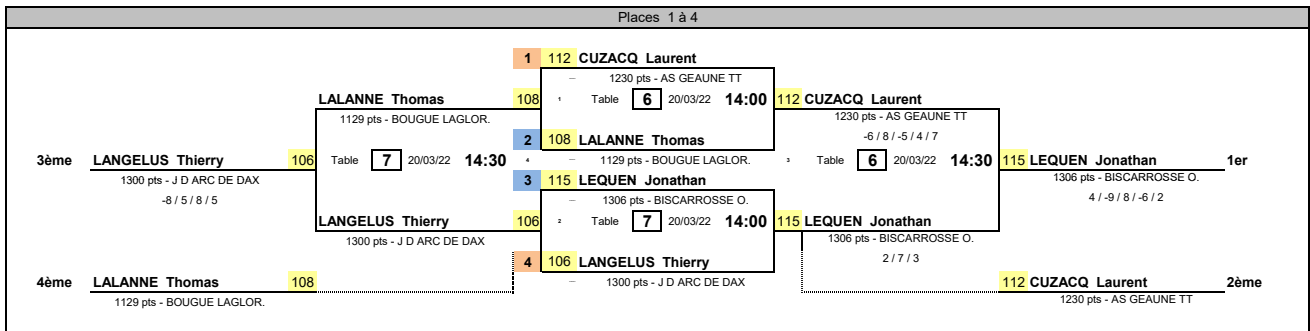 Places 1 à 4
1 112 CUZACQ Laurent
— 1230 pts - AS GEAUNE TT
LALANNE Thomas 108 1 Table 6 20/03/22 14:00 112 CUZACQ Laurent
1129 pts - BOUGUE LAGLOR. 1230 pts - AS GEAUNE TT
-6 / 8 / -5 / 4 / 7
2 108 LALANNE Thomas
3ème LANGELUS Thierry 106 Table 7 20/03/22 14:30 4 — 1129 pts - BOUGUE LAGLOR. 3 Table 6 20/03/22 14:30 115 LEQUEN Jonathan 1er
1300 pts - J D ARC DE DAX 3 115 LEQUEN Jonathan 1306 pts - BISCARROSSE O.
-8 / 5 / 8 / 5 — 1306 pts - BISCARROSSE O. 4 / -9 / 8 / -6 / 2
LANGELUS Thierry 106 2 Table 7 20/03/22 14:00 115 LEQUEN Jonathan
1300 pts - J D ARC DE DAX 1306 pts - BISCARROSSE O.
4 106 LANGELUS Thierry 2 / 7 / 3
4ème LALANNE Thomas 108 — 1300 pts - J D ARC DE DAX 112 CUZACQ Laurent 2ème
1129 pts - BOUGUE LAGLOR. 1230 pts - AS GEAUNE TT